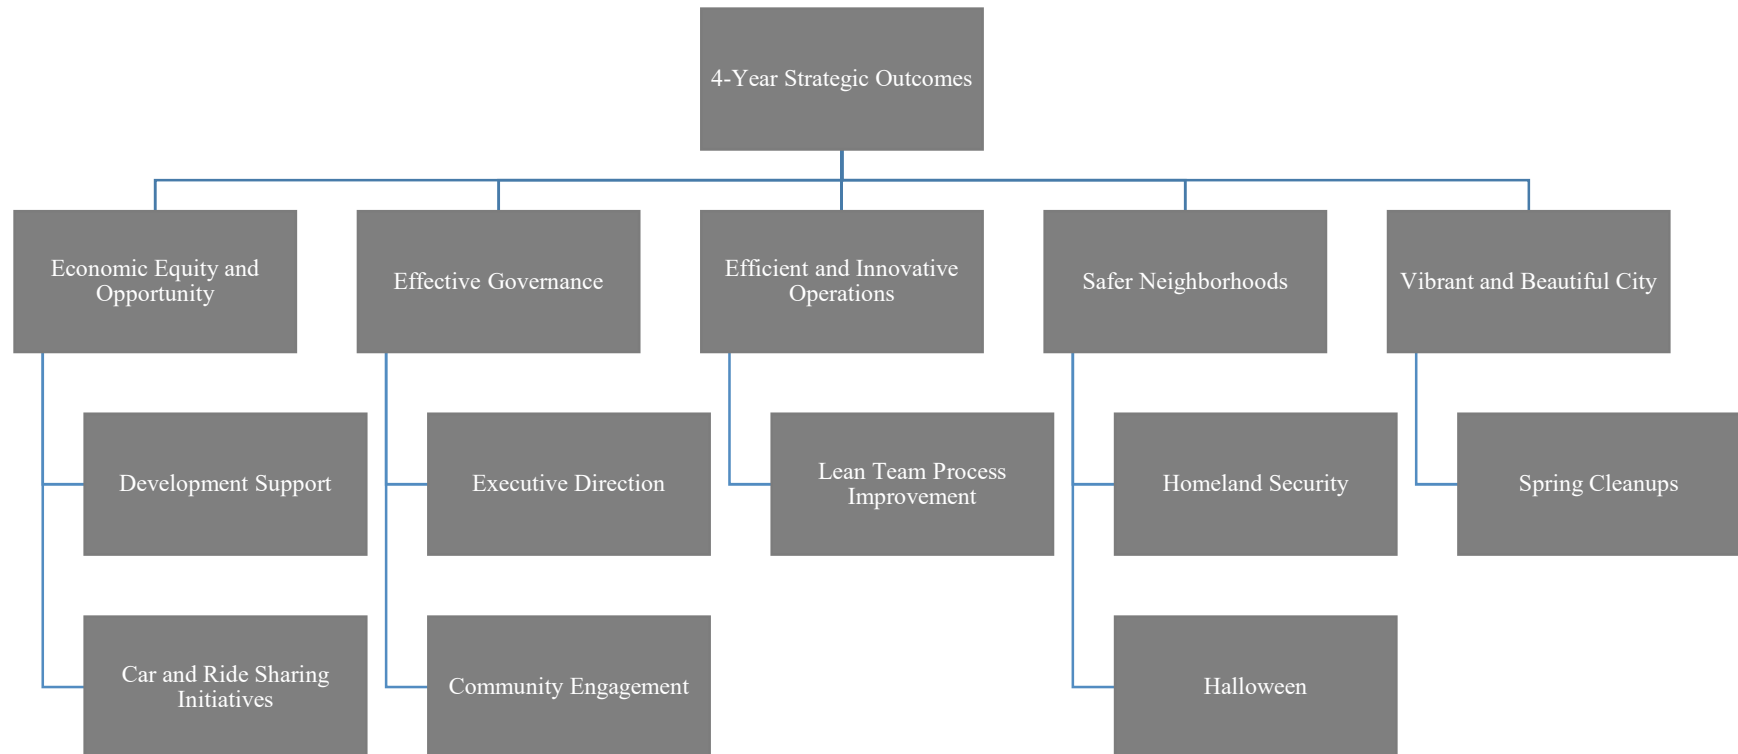 4-Year Strategic Outcomes
Economic Equity and
Opportunity
Effective Governance
Efficient and Innovative
Operations
Safer Neighborhoods
Vibrant and Beautiful City
Development Support
Executive Direction
Lean Team Process
Improvement
Homeland Security
Spring Cleanups
Car and Ride Sharing
Initiatives
Community Engagement
Halloween